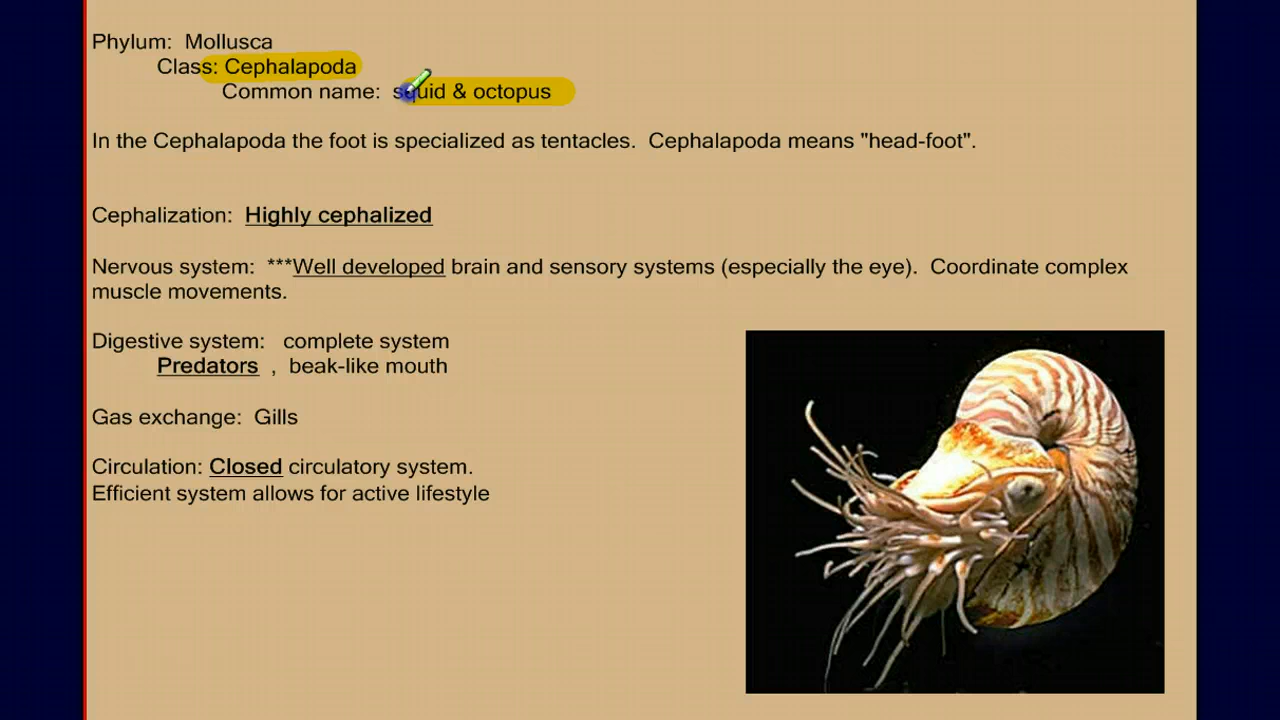 Phylum: Mollusca
Class: Cephalapoda
Common name: squid & octopus
In the Cephalapoda the foot is specialized as tentacles. Cephalapoda means "head-foot".
Cephalization: Highly cephalized
Nervous system: ***Well developed brain and sensory systems (especially the eye). Coordinate complex
muscle movements.
Digestive system: complete system
Predators , beak-like mouth
Gas exchange: Gills
Circulation: Closed circulatory system.
Efficient system allows for active lifestyle